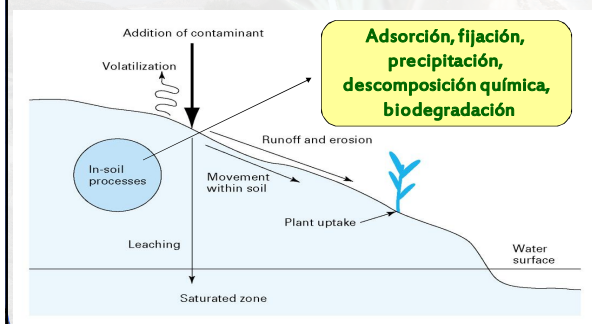 Addition of contaminant
Volatilization
Adsorción, fijación,
precipitación,
descomposición química,
biodegradación
Runoff and erosion
In-soil
processes
Movement
within soil
Plant uptake
Leaching
Water
surface
Saturated zone